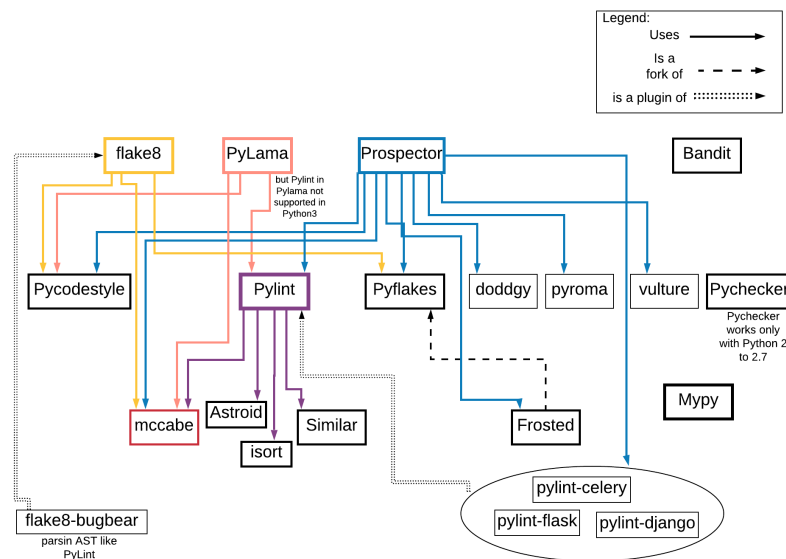 Legend:
Uses
Is a
fork of
is a plugin of
flake8
PyLama
Prospector
Bandit
but Pylint in
Pylama not
supported in
Python3
Pycodestyle
Pylint
Pyflakes
doddgy
pyroma
vulture
Pychecker
Pychecker
works only
with Python 2
to 2.7
Mypy
mccabe
Astroid
isort
Similar
Frosted
pylint-celery
pylint-flask
pylint-django
flake8-bugbear
parsin AST like
PyLint